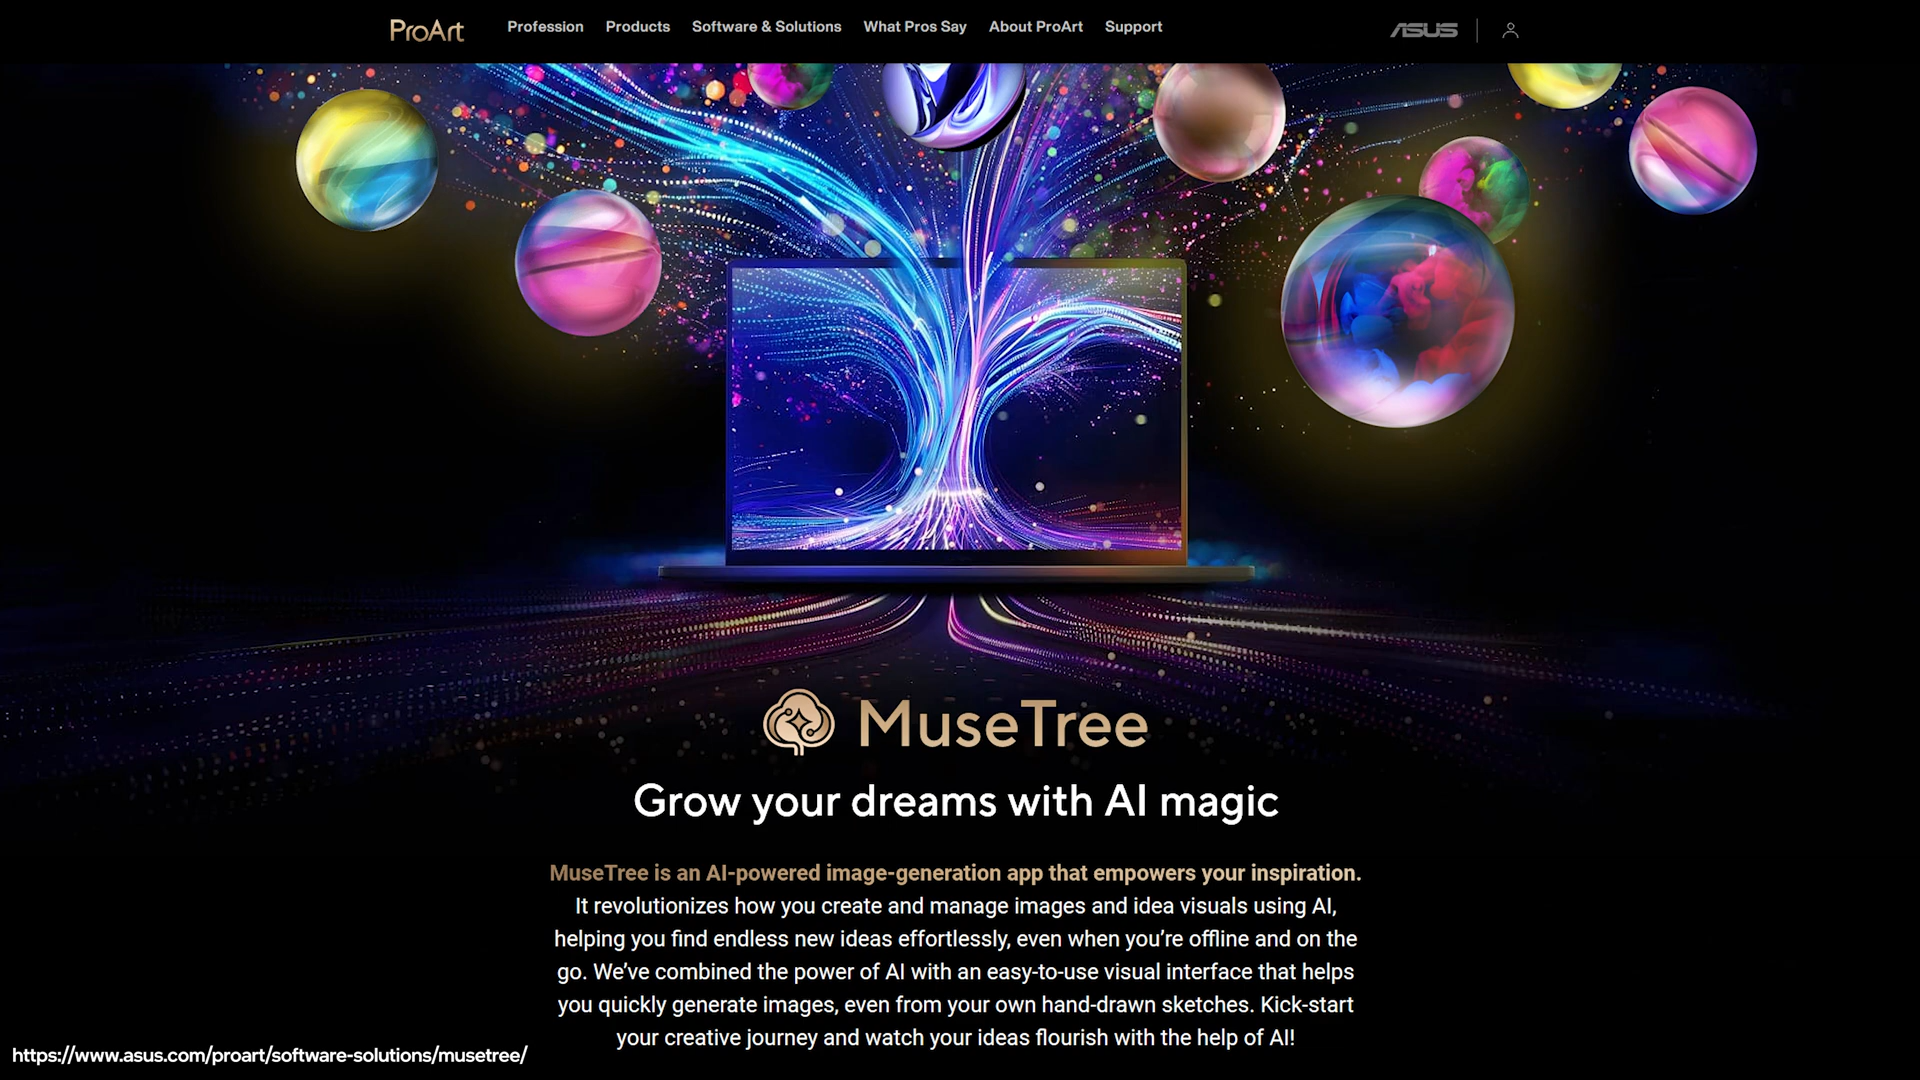 ProArt
Profession Products Software & Solutions What Pros Say About ProArt Support
ASUS
MuseTree
Grow your dreams with AI magic
MuseTree is an AI-powered image-generation app that empowers your inspiration.
It revolutionizes how you create and manage images and idea visuals using AI,
helping you find endless new ideas effortlessly, even when you’re offline and on the
go. We’ve combined the power of AI with an easy-to-use visual interface that helps
you quickly generate images, even from your own hand-drawn sketches. Kick-start
your creative journey and watch your ideas flourish with the help of AI!
https://www.asus.com/proart/software-solutions/musetree/